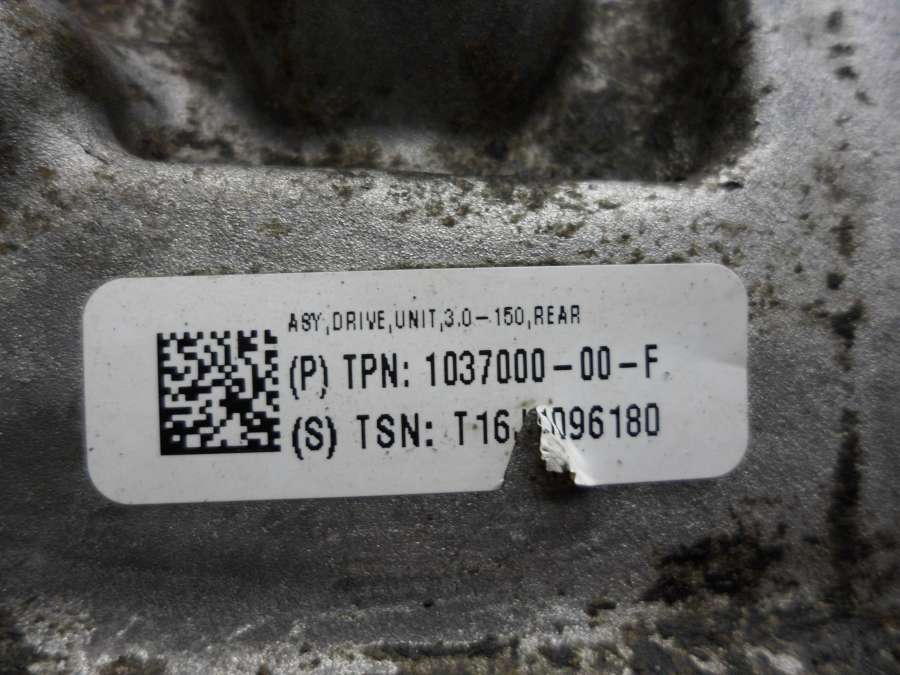 ASY,DRIVE,UNIT,3.0-150,REAR
(P) TPN: 1037000-00-F
(S) TSN: